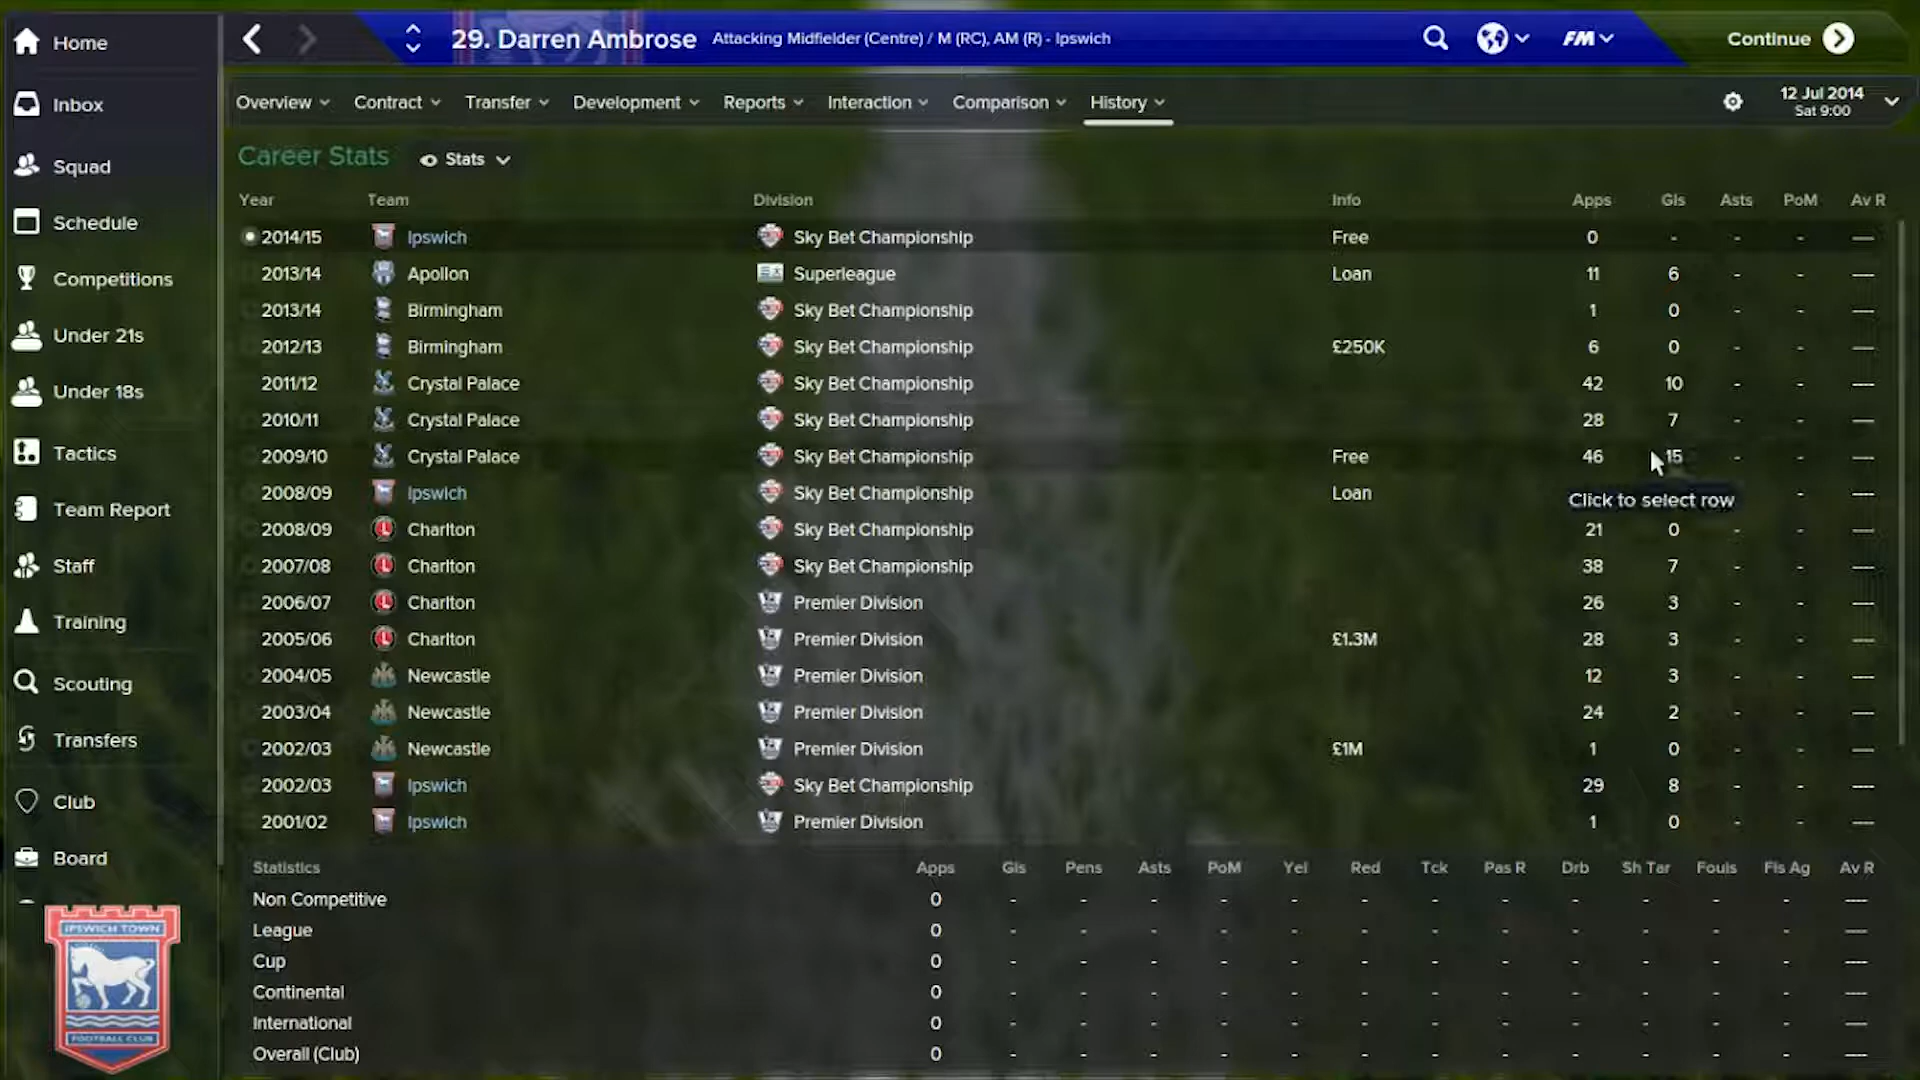 Home
Inbox
Squad
Schedule
Competitions
Under 21s
Under 18s
Tactics
Team Report
Staff
Training
Scouting
Transfers
Club
Board
IPSWICH TOWN
FOOTBALL CLUB
29. Darren Ambrose Attacking Midfielder (Centre) / M (RC), AM (R) - Ipswich
FM
Continue
Overview Contract Transfer Development Reports Interaction Comparison History
12 Jul 2014
Sat 9:00
Career Stats Stats
Year Team Division Info Apps Gls Asts PoM Av R
2014/15 Ipswich Sky Bet Championship Free 0 - - - ----
2013/14 Apollon Superleague Loan 11 6 - - ----
2013/14 Birmingham Sky Bet Championship 1 0 - - ----
2012/13 Birmingham Sky Bet Championship £250K 6 0 - - ----
2011/12 Crystal Palace Sky Bet Championship 42 10 - - ----
2010/11 Crystal Palace Sky Bet Championship 28 7 - - ----
2009/10 Crystal Palace Sky Bet Championship Free 46 15 - - ----
2008/09 Ipswich Sky Bet Championship Loan - ----
Click to select row
2008/09 Charlton Sky Bet Championship 21 0 - - ----
2007/08 Charlton Sky Bet Championship 38 7 - - ----
2006/07 Charlton Premier Division 26 3 - - ----
2005/06 Charlton Premier Division £1.3M 28 3 - - ----
2004/05 Newcastle Premier Division 12 3 - - ----
2003/04 Newcastle Premier Division 24 2 - - ----
2002/03 Newcastle Premier Division £1M 1 0 - - ----
2002/03 Ipswich Sky Bet Championship 29 8 - - ----
2001/02 Ipswich Premier Division 1 0 - - ----
Statistics Apps Gls Pens Asts PoM Yel Red Tck Pas R Drb Sh Tar Fouls Fls Ag Av R
Non Competitive 0 - - - - - - - - - - - - ----
League 0 - - - - - - - - - - - - ----
Cup 0 - - - - - - - - - - - - ----
Continental 0 - - - - - - - - - - - - ----
International 0 - - - - - - - - - - - - ----
Overall (Club) 0 - - - - - - - - - - - - ----